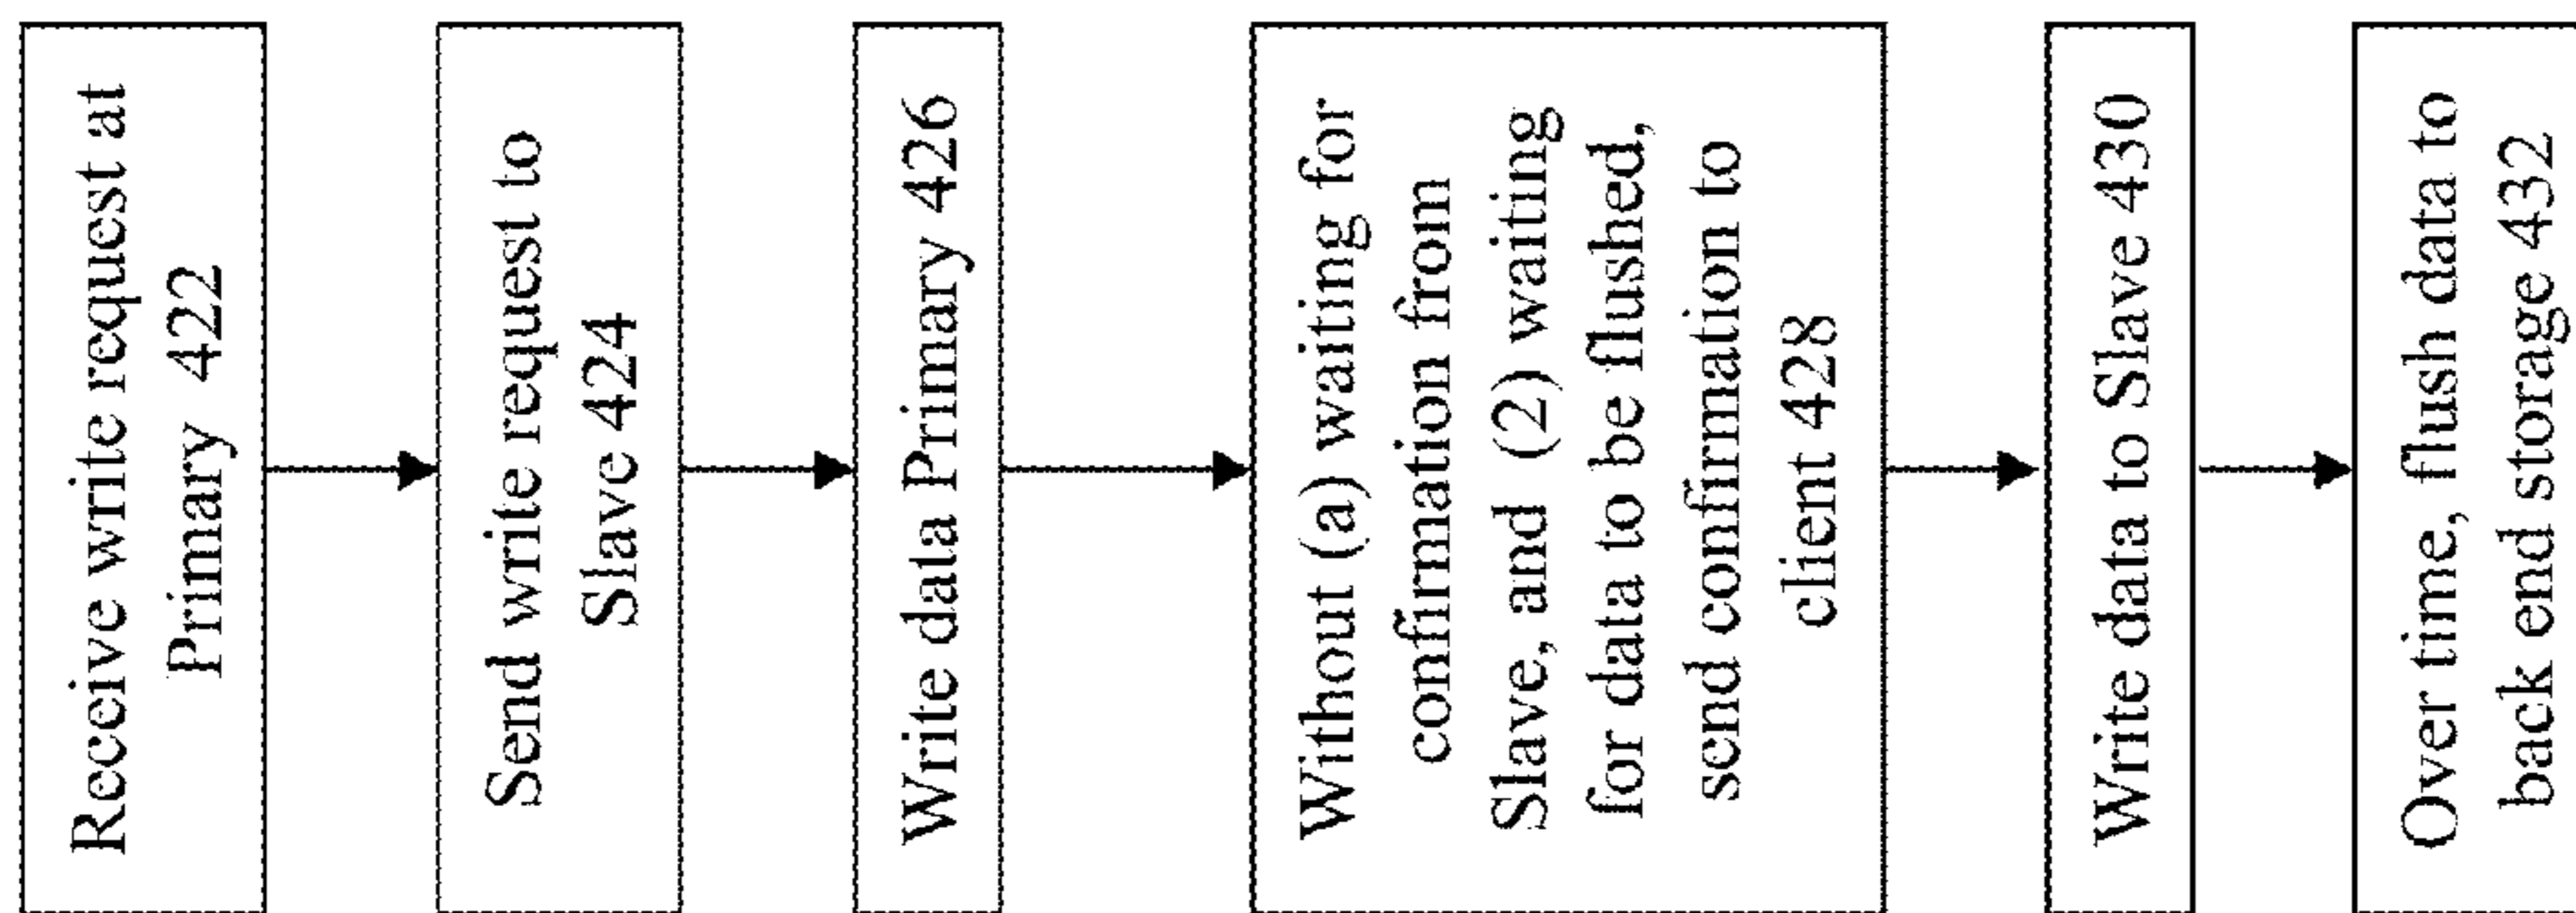 Receive write request at
Primary 422
Send write request to
Slave 424
Write data Primary 426
Without (a) waiting for
confirmation from
Slave, and (2) waiting
for data to be flushed,
send confirmation to
client 428
Write data to Slave 430
Over time, flush data to
back end storage 432